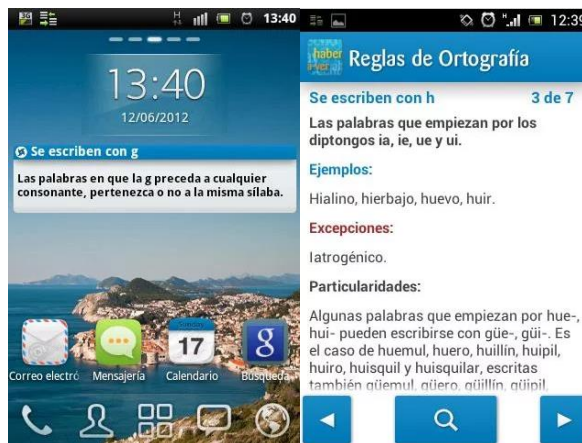 13:40
13:40
12/06/2012
Se escriben con g
Las palabras en que la g preceda a cualquier
consonante, pertenezca o no a la misma sílaba.
Sunday
17
8
Correo electró
Mensajería
Calendario
Búsqueda
12:39
haber
a ver
Reglas de Ortografía
Se escriben con h
3 de 7
Las palabras que empiezan por los
diptongos ia, ie, ue y ui.
Ejemplos:
Hialino, hierbajo, huevo, huir.
Excepciones:
Iatrogénico.
Particularidades:
Algunas palabras que empiezan por hue-,
hui- pueden escribirse con güe-, güi-. Es
el caso de huemul, huero, huillín, huipil,
huiro, huisquil y huisquilar, escritas
también güemul, güero, güillín, güipil,